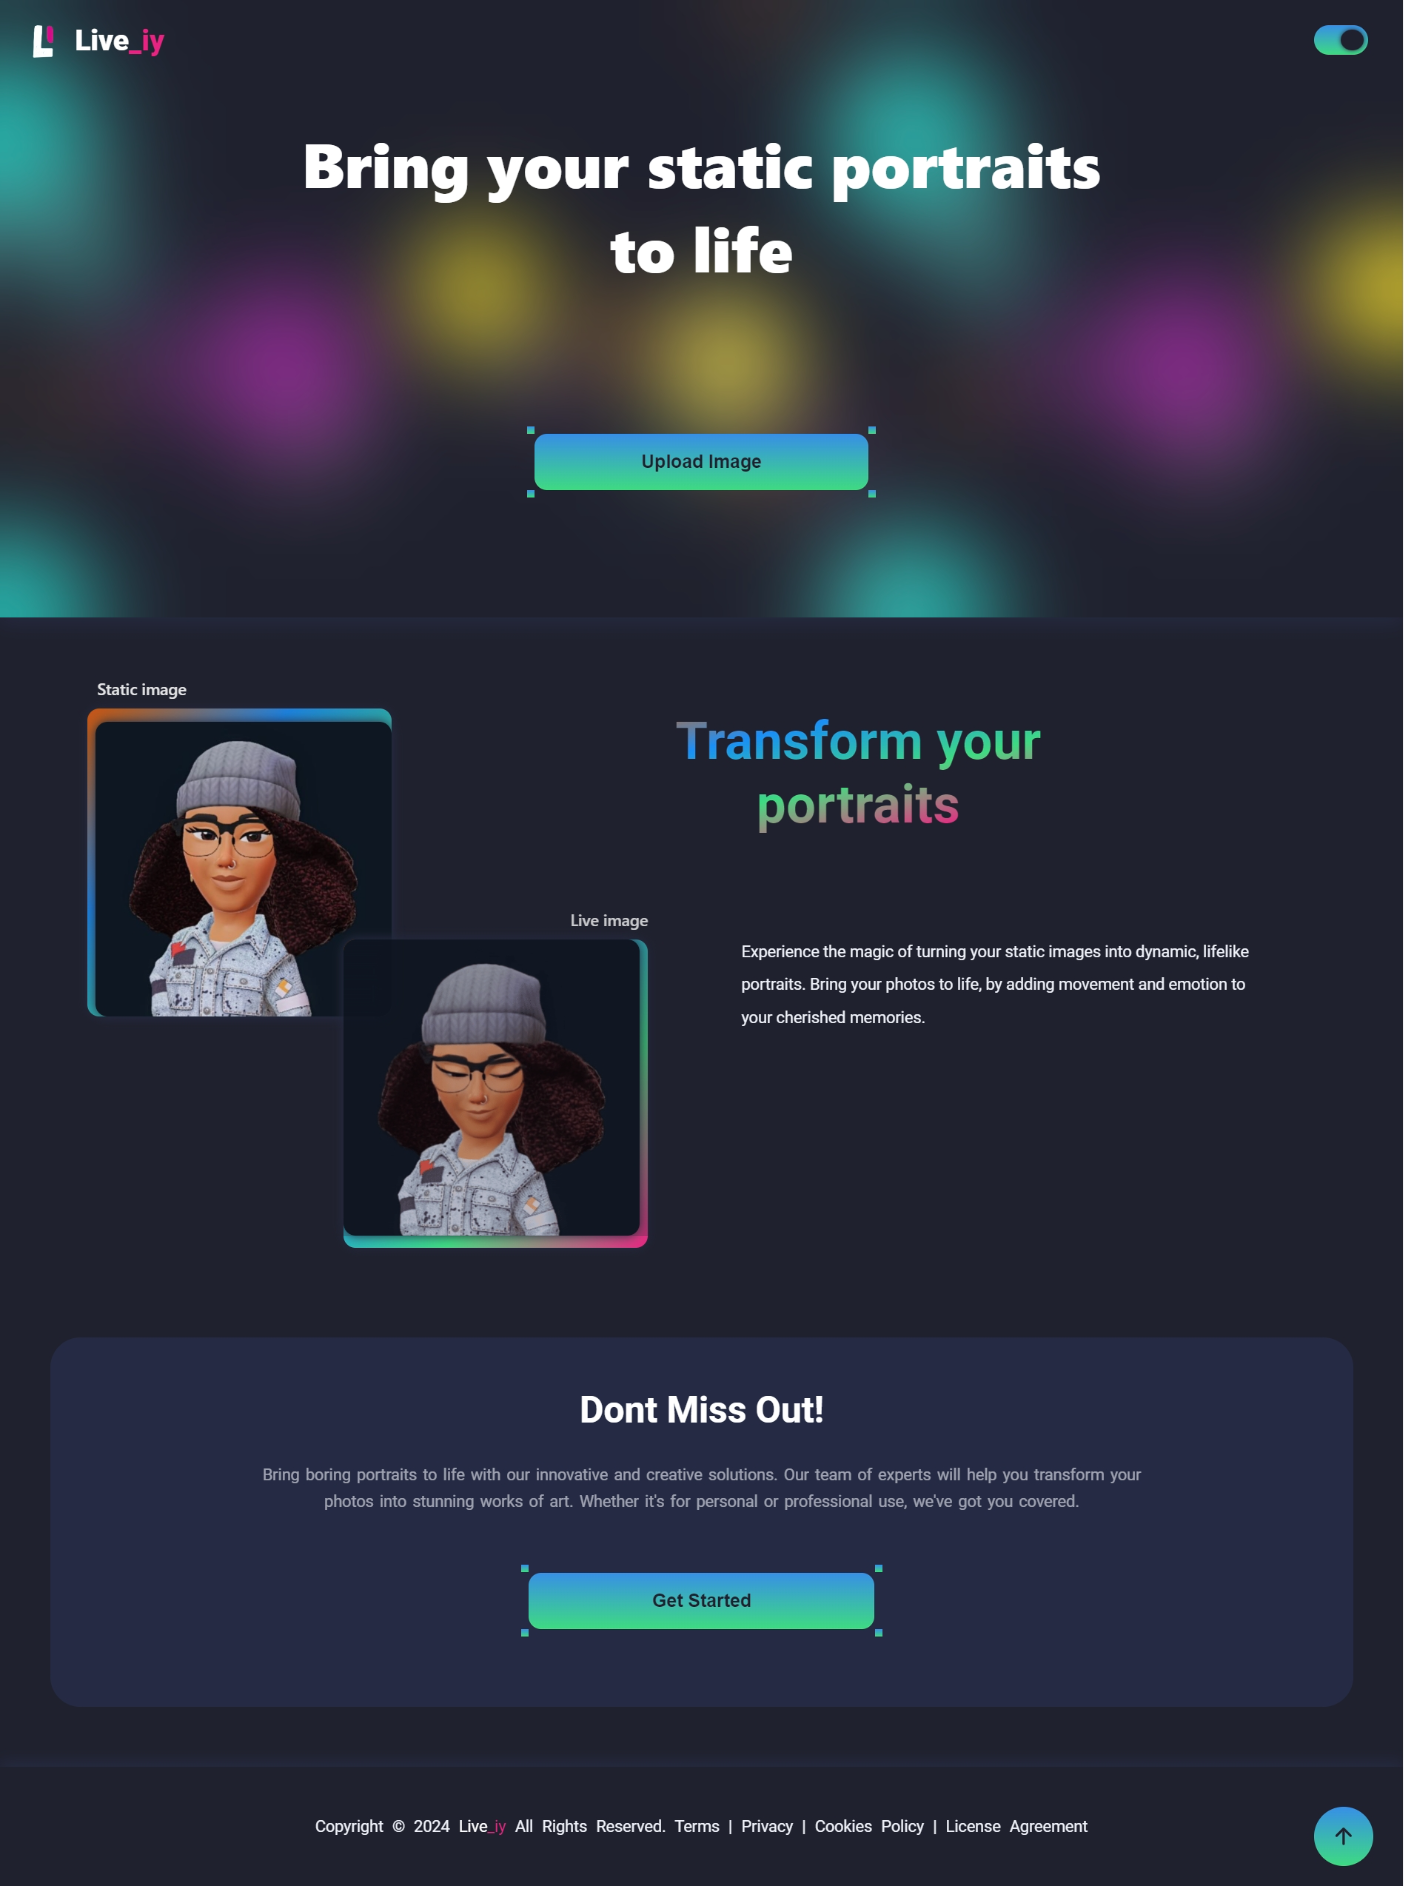 Live_iy
Bring your static portraits
to life
Upload Image
Static image
Transform your
portraits
Live image
Experience the magic of turning your static images into dynamic, lifelike
portraits. Bring your photos to life, by adding movement and emotion to
your cherished memories.
Dont Miss Out!
Bring boring portraits to life with our innovative and creative solutions. Our team of experts will help you transform your
photos into stunning works of art. Whether it's for personal or professional use, we've got you covered.
Get Started
Copyright © 2024 Live_iy All Rights Reserved. Terms | Privacy | Cookies Policy | License Agreement